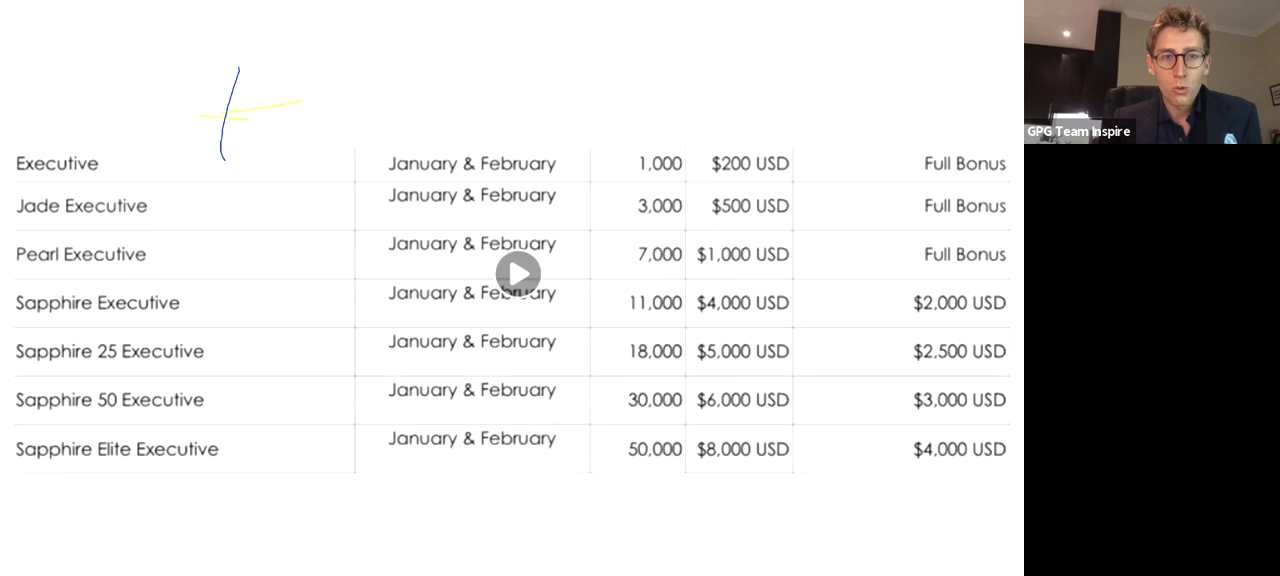 GPG Team Inspire
Executive January & February 1,000 $200 USD Full Bonus
Jade Executive January & February 3,000 $500 USD Full Bonus
Pearl Executive January & February 7,000 $1,000 USD Full Bonus
Sapphire Executive January & February 11,000 $4,000 USD $2,000 USD
Sapphire 25 Executive January & February 18,000 $5,000 USD $2,500 USD
Sapphire 50 Executive January & February 30,000 $6,000 USD $3,000 USD
Sapphire Elite Executive January & February 50,000 $8,000 USD $4,000 USD